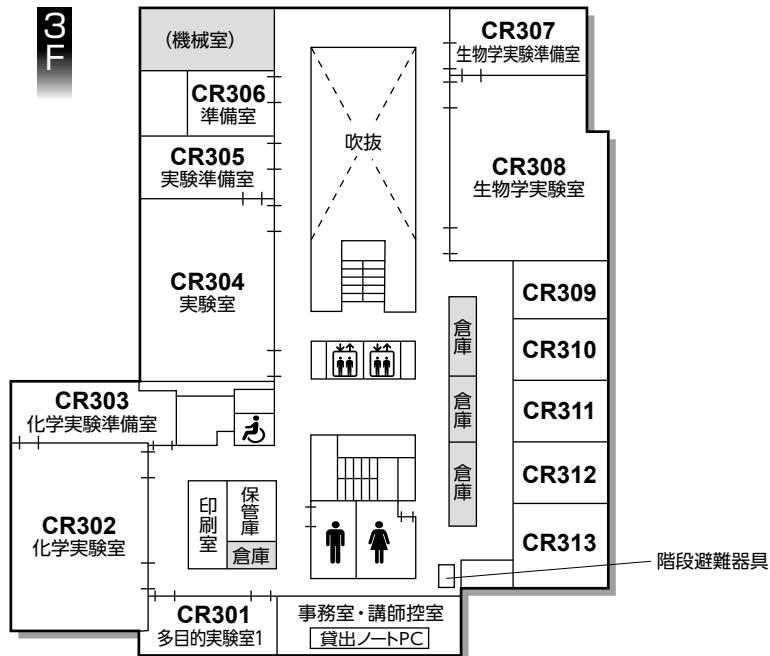 3F
(機械室)
CR306
準備室
CR305
実験準備室
CR304
実験室
CR303
化学実験準備室
CR302
化学実験室
CR301
多目的実験室1
吹抜
CR307
生物学実験準備室
CR308
生物学実験室
CR309
CR310
CR311
CR312
CR313
倉庫
倉庫
倉庫
印刷室
保管庫
倉庫
事務室・講師控室
貸出ノートPC
階段避難器具